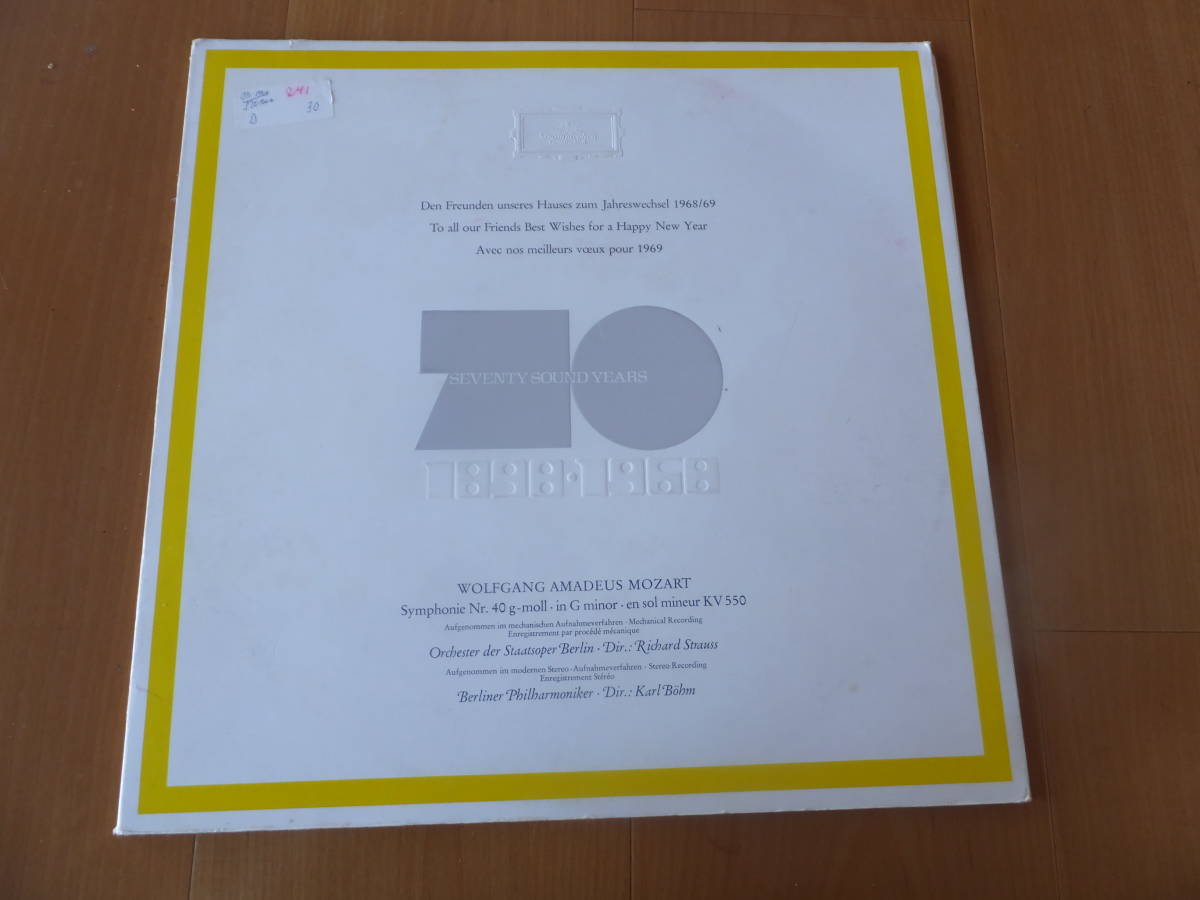 30
Den Freunden unseres Hauses zum Jahreswechsel 1968/69
To all our Friends Best Wishes for a Happy New Year
Avec nos meilleurs vœux pour 1969
70
SEVENTY SOUND YEARS
1898·1968
WOLFGANG AMADEUS MOZART
Symphonie Nr. 40 g-moll · in G minor · en sol mineur KV 550
Aufgenommen im mechanischen Aufnahmeverfahren · Mechanical Recording
Enregistrement par procédé mécanique
Orchester der Staatsoper Berlin · Dir.: Richard Strauss
Aufgenommen im modernen Stereo-Aufnahmeverfahren · Stereo Recording
Enregistrement Stéréo
Berliner Philharmoniker · Dir.: Karl Böhm